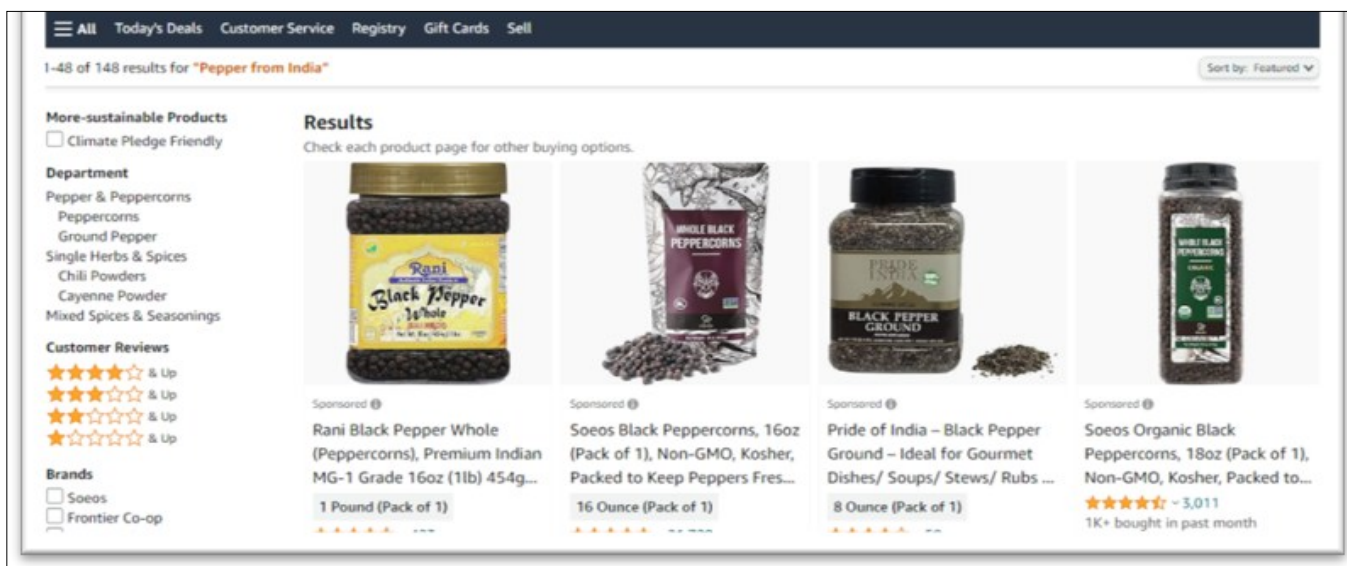 All Today's Deals Customer Service Registry Gift Cards Sell
1-48 of 148 results for "Pepper from India"
Sort by: Featured
More-sustainable Products
Climate Pledge Friendly
Department
Pepper & Peppercorns
Peppercorns
Ground Pepper
Single Herbs & Spices
Chili Powders
Cayenne Powder
Mixed Spices & Seasonings
Customer Reviews
& Up
& Up
& Up
& Up
Brands
Soeos
Frontier Co-op
Results
Check each product page for other buying options.
Rani
Black Pepper
Whole
Sponsored
Rani Black Pepper Whole
(Peppercorns), Premium Indian
MG-1 Grade 16oz (1lb) 454g...
1 Pound (Pack of 1)
WHOLE BLACK
PEPPERCORNS
Sponsored
Soeos Black Peppercorns, 16oz
(Pack of 1), Non-GMO, Kosher,
Packed to Keep Peppers Fres...
16 Ounce (Pack of 1)
PRIDE
INDIA
BLACK PEPPER
GROUND
Sponsored
Pride of India – Black Pepper
Ground – Ideal for Gourmet
Dishes/ Soups/ Stews/ Rubs ...
8 Ounce (Pack of 1)
WHOLE BLACK
PEPPERCORNS
ORGANIC
Sponsored
Soeos Organic Black
Peppercorns, 18oz (Pack of 1),
Non-GMO, Kosher, Packed to...
3,011
1K+ bought in past month